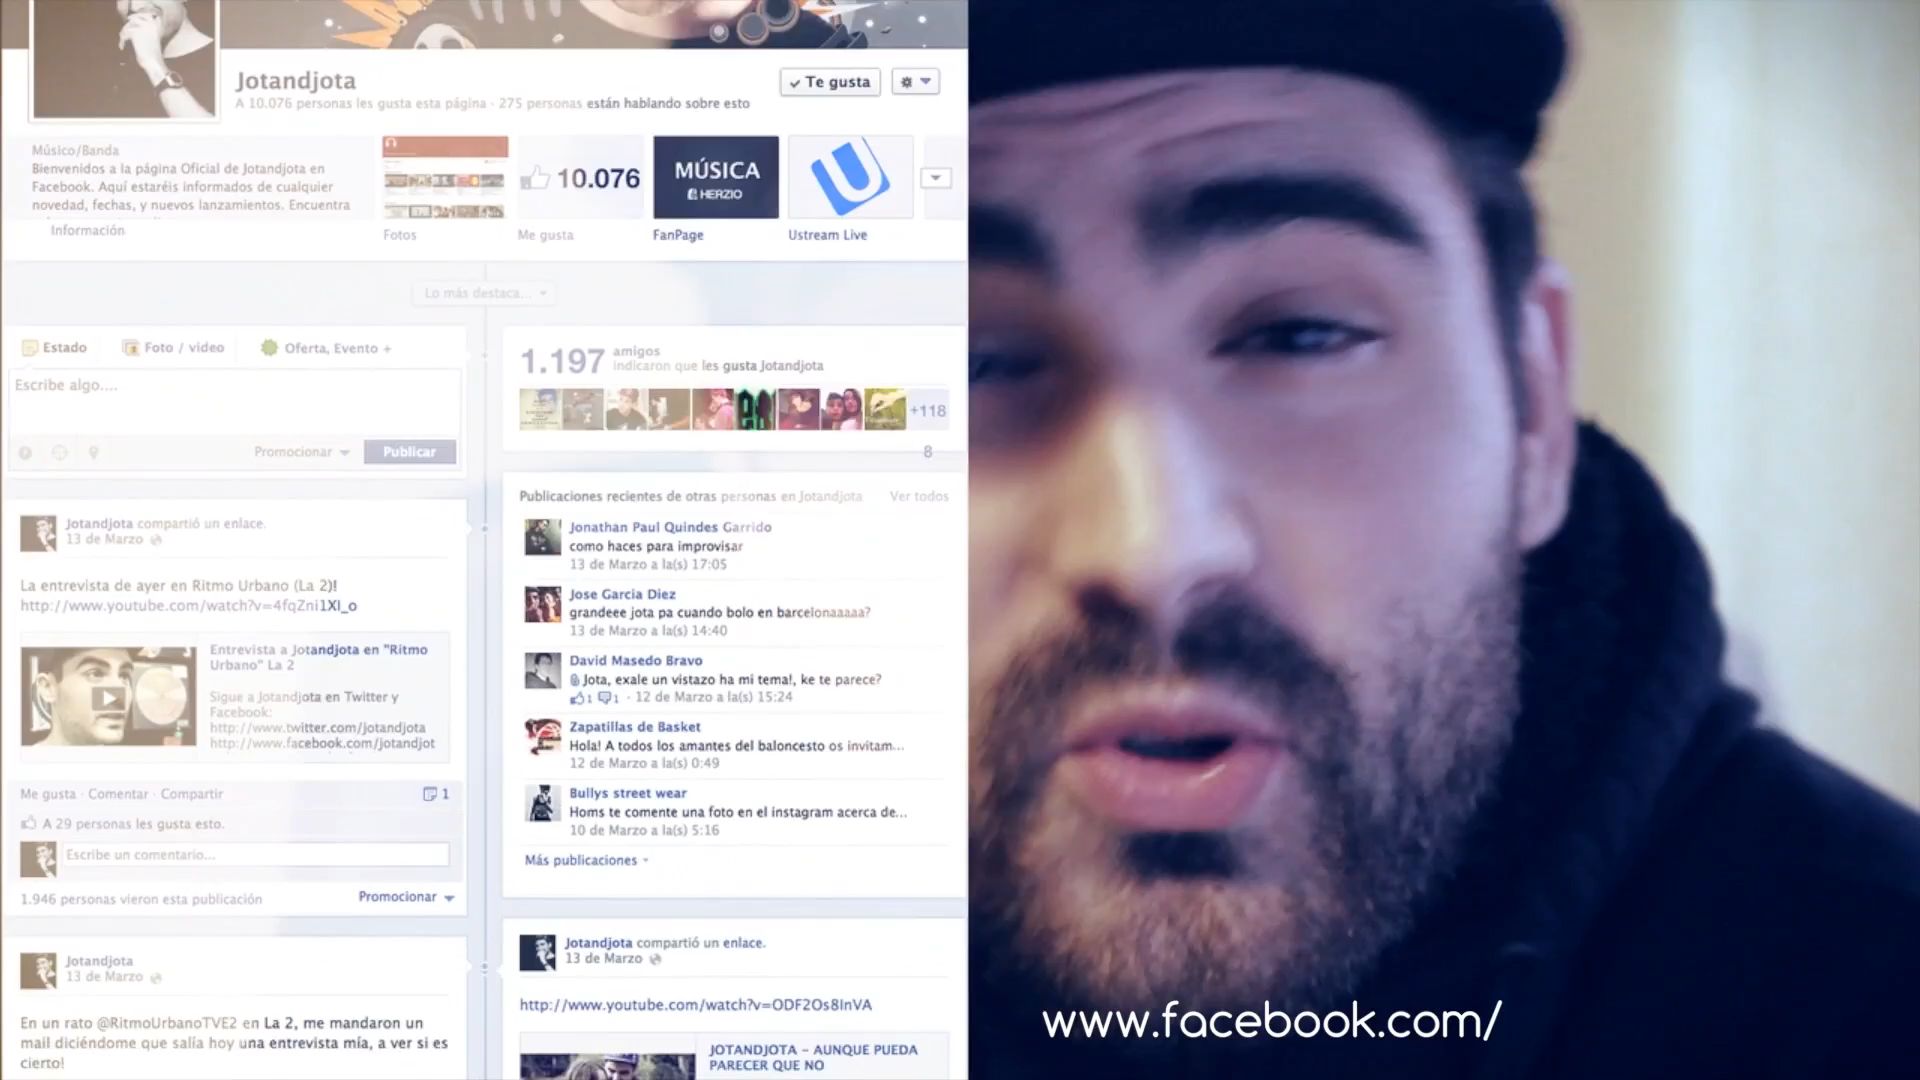 Jotandjota
A 10.076 personas les gusta esta página · 275 personas están hablando sobre esto
✓ Te gusta
Músico/Banda
Bienvenidos a la página Oficial de Jotandjota en
Facebook. Aquí estaréis informados de cualquier
novedad, fechas, y nuevos lanzamientos. Encuentra
Información
Fotos
10.076
Me gusta
MÚSICA
HERZIO
FanPage
Ustream Live
Lo más destaca...
Estado
Foto / video
Oferta, Evento +
Escribe algo....
Promocionar
Publicar
Jotandjota compartió un enlace.
13 de Marzo
La entrevista de ayer en Ritmo Urbano (La 2)!
http://www.youtube.com/watch?v=4fqZni1XI_o
Entrevista a Jotandjota en "Ritmo
Urbano" La 2
Sigue a Jotandjota en Twitter y
Facebook:
http://www.twitter.com/jotandjota
http://www.facebook.com/jotandjot
Me gusta · Comentar · Compartir
1
A 29 personas les gusta esto.
Escribe un comentario...
1.946 personas vieron esta publicación
Promocionar
Jotandjota
13 de Marzo
En un rato @RitmoUrbanoTVE2 en La 2, me mandaron un
mail diciéndome que salía hoy una entrevista mía, a ver si es
cierto!
1.197
amigos
indicaron que les gusta Jotandjota
+118
8
Publicaciones recientes de otras personas en Jotandjota
Ver todos
Jonathan Paul Quindes Garrido
como haces para improvisar
13 de Marzo a la(s) 17:05
Jose Garcia Diez
grandeee jota pa cuando bolo en barcelonaaaaa?
13 de Marzo a la(s) 14:40
David Masedo Bravo
Jota, exale un vistazo ha mi tema!, ke te parece?
1 1 · 12 de Marzo a la(s) 15:24
Zapatillas de Basket
Hola! A todos los amantes del baloncesto os invitam...
12 de Marzo a la(s) 0:49
Bullys street wear
Homs te comente una foto en el instagram acerca de...
10 de Marzo a la(s) 5:16
Más publicaciones
Jotandjota compartió un enlace.
13 de Marzo
http://www.youtube.com/watch?v=ODF2Os8InVA
JOTANDJOTA – AUNQUE PUEDA
PARECER QUE NO
www.facebook.com/